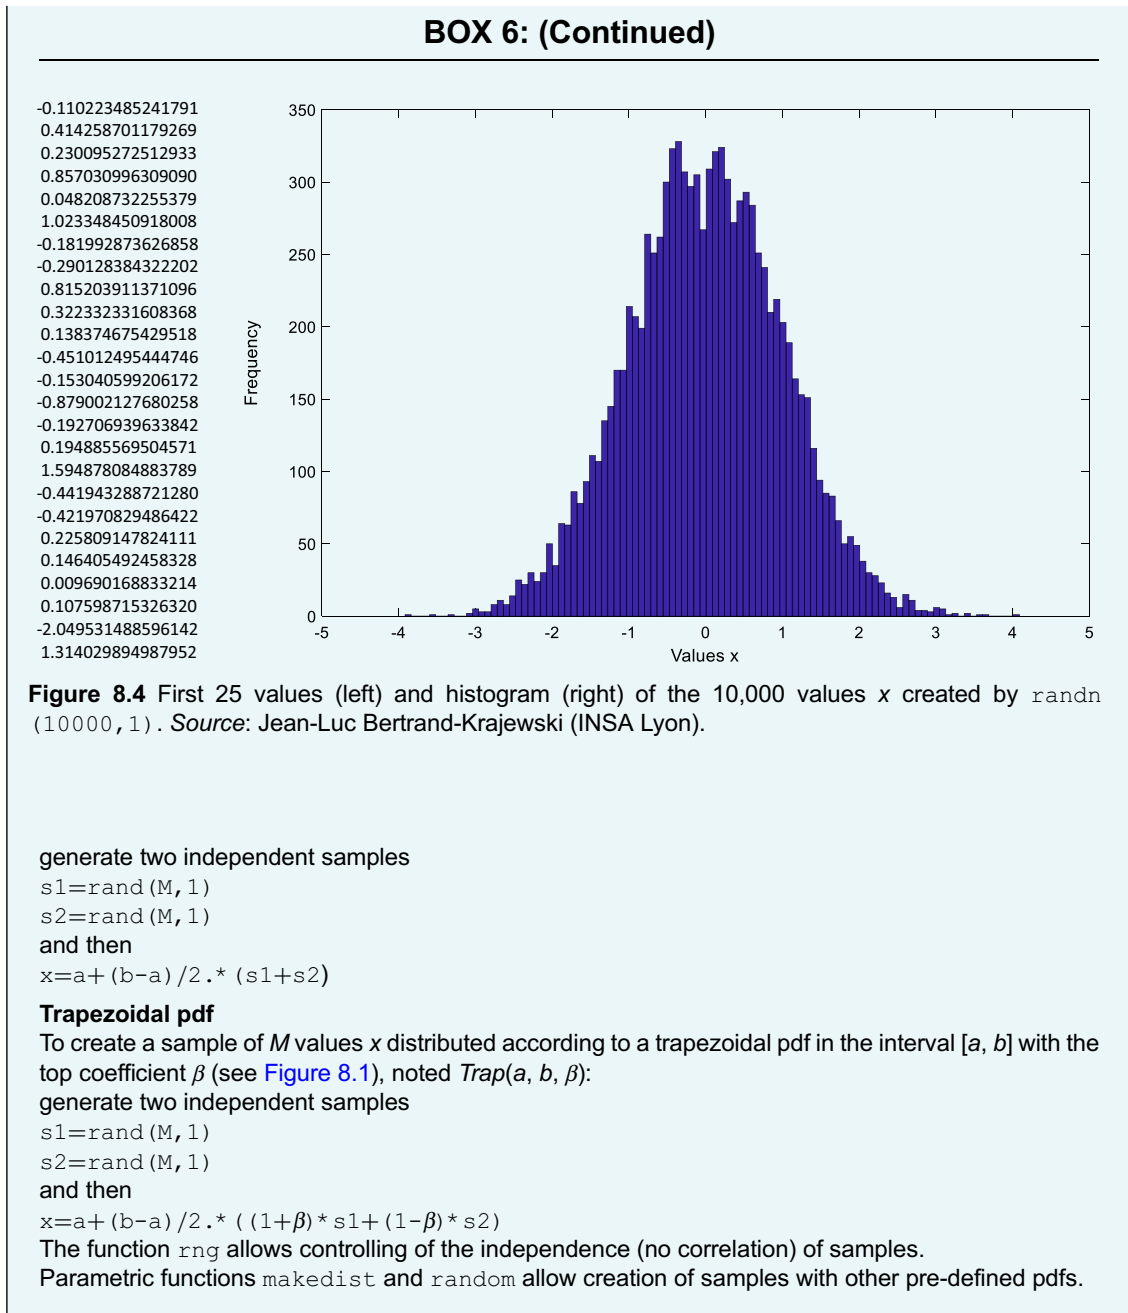 BOX 6: (Continued)
-0.110223485241791
0.414258701179269
0.230095272512933
0.857030996309090
0.048208732255379
1.023348450918008
-0.181992873626858
-0.290128384322202
0.815203911371096
0.322332331608368
0.138374675429518
-0.451012495444746
-0.153040599206172
-0.879002127680258
-0.192706939633842
0.194885569504571
1.594878084883789
-0.441943288721280
-0.421970829486422
0.225809147824111
0.146405492458328
0.009690168833214
0.107598715326320
-2.049531488596142
1.314029894987952
350
300
250
200
150
100
50
0
Frequency
-5 -4 -3 -2 -1 0 1 2 3 4 5
Values x
Figure 8.4 First 25 values (left) and histogram (right) of the 10,000 values x created by randn
(10000,1). Source: Jean-Luc Bertrand-Krajewski (INSA Lyon).
generate two independent samples
s1=rand(M,1)
s2=rand(M,1)
and then
x=a+(b-a)/2.*(s1+s2)
Trapezoidal pdf
To create a sample of M values x distributed according to a trapezoidal pdf in the interval [a, b] with the
top coefficient β (see Figure 8.1), noted Trap(a, b, β):
generate two independent samples
s1=rand(M,1)
s2=rand(M,1)
and then
x=a+(b-a)/2.*((1+β)*s1+(1-β)*s2)
The function rng allows controlling of the independence (no correlation) of samples.
Parametric functions makedist and random allow creation of samples with other pre-defined pdfs.